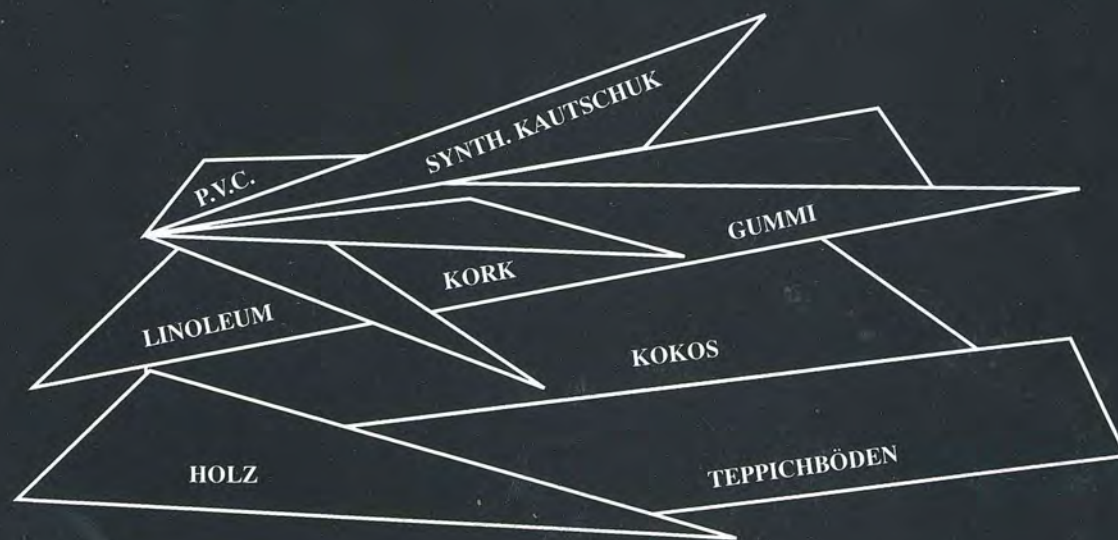 SYNTH. KAUTSCHUK
P.V.C.
GUMMI
KORK
LINOLEUM
KOKOS
HOLZ
TEPPICHBÖDEN